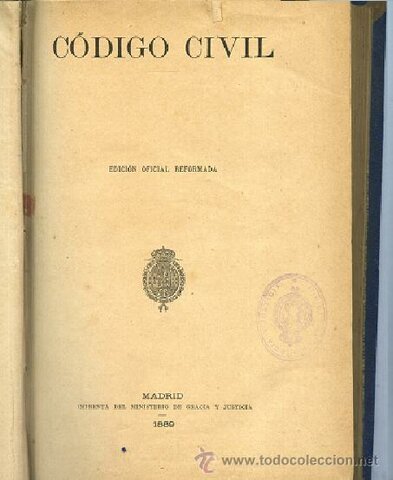 CÓDIGO CIVIL
EDICIÓN OFICIAL REFORMADA
MADRID
IMPRENTA DEL MINISTERIO DE GRACIA Y JUSTICIA
1889
www.todocoleccion.net